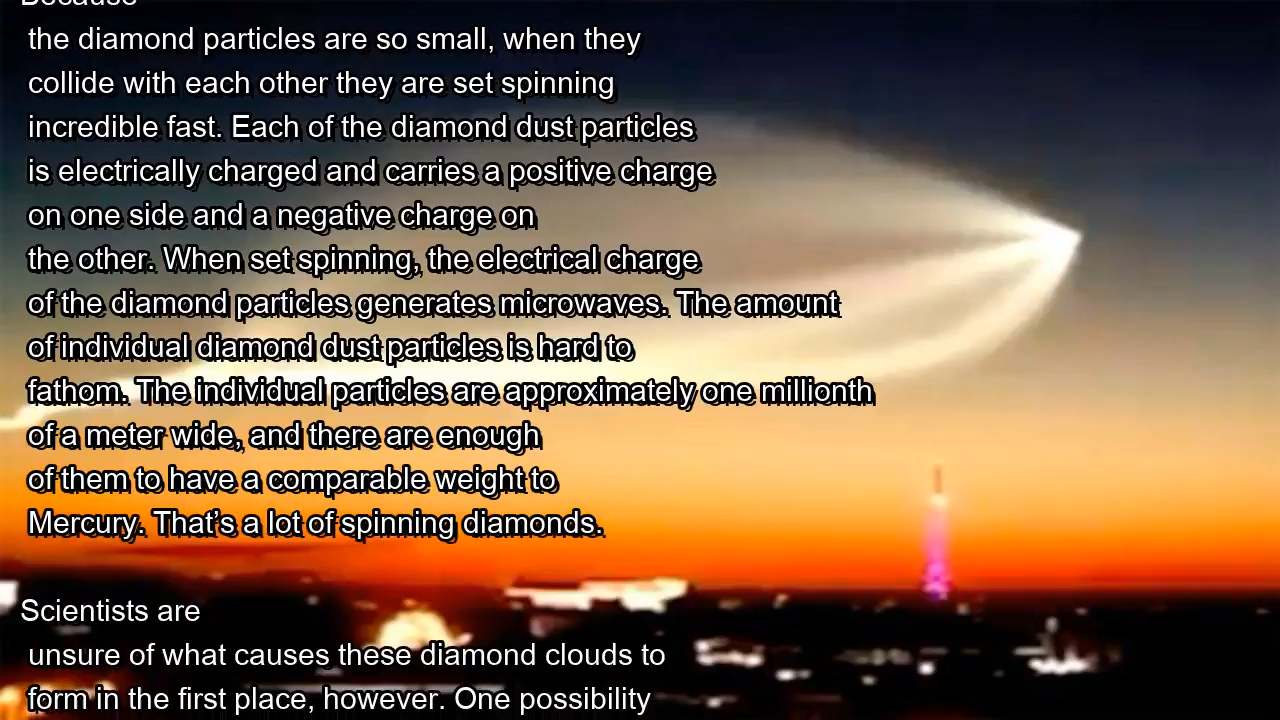 Because
the diamond particles are so small, when they
collide with each other they are set spinning
incredible fast. Each of the diamond dust particles
is electrically charged and carries a positive charge
on one side and a negative charge on
the other. When set spinning, the electrical charge
of the diamond particles generates microwaves. The amount
of individual diamond dust particles is hard to
fathom. The individual particles are approximately one millionth
of a meter wide, and there are enough
of them to have a comparable weight to
Mercury. That’s a lot of spinning diamonds.
Scientists are
unsure of what causes these diamond clouds to
form in the first place, however. One possibility